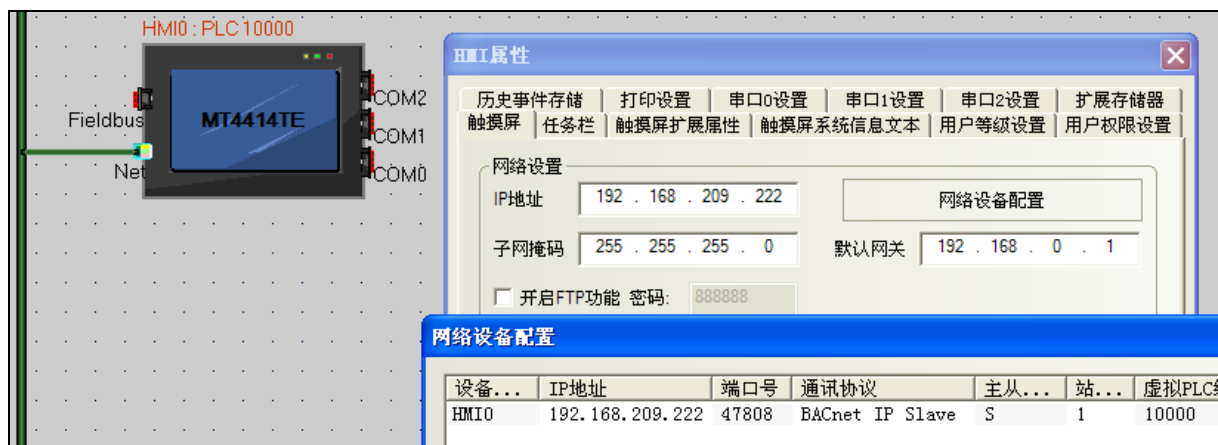 HMI0 : PLC10000
MT4414TE
Fieldbus
Net
COM2
COM1
COM0
HMI属性
历史事件存储 打印设置 串口0设置 串口1设置 串口2设置 扩展存储器
触摸屏 任务栏 触摸屏扩展属性 触摸屏系统信息文本 用户等级设置 用户权限设置
网络设置
IP地址 192 . 168 . 209 . 222 网络设备配置
子网掩码 255 . 255 . 255 . 0 默认网关 192 . 168 . 0 . 1
开启FTP功能 密码: 888888
网络设备配置
设备... IP地址 端口号 通讯协议 主从... 站... 虚拟PLC
HMI0 192.168.209.222 47808 BACnet IP Slave S 1 10000